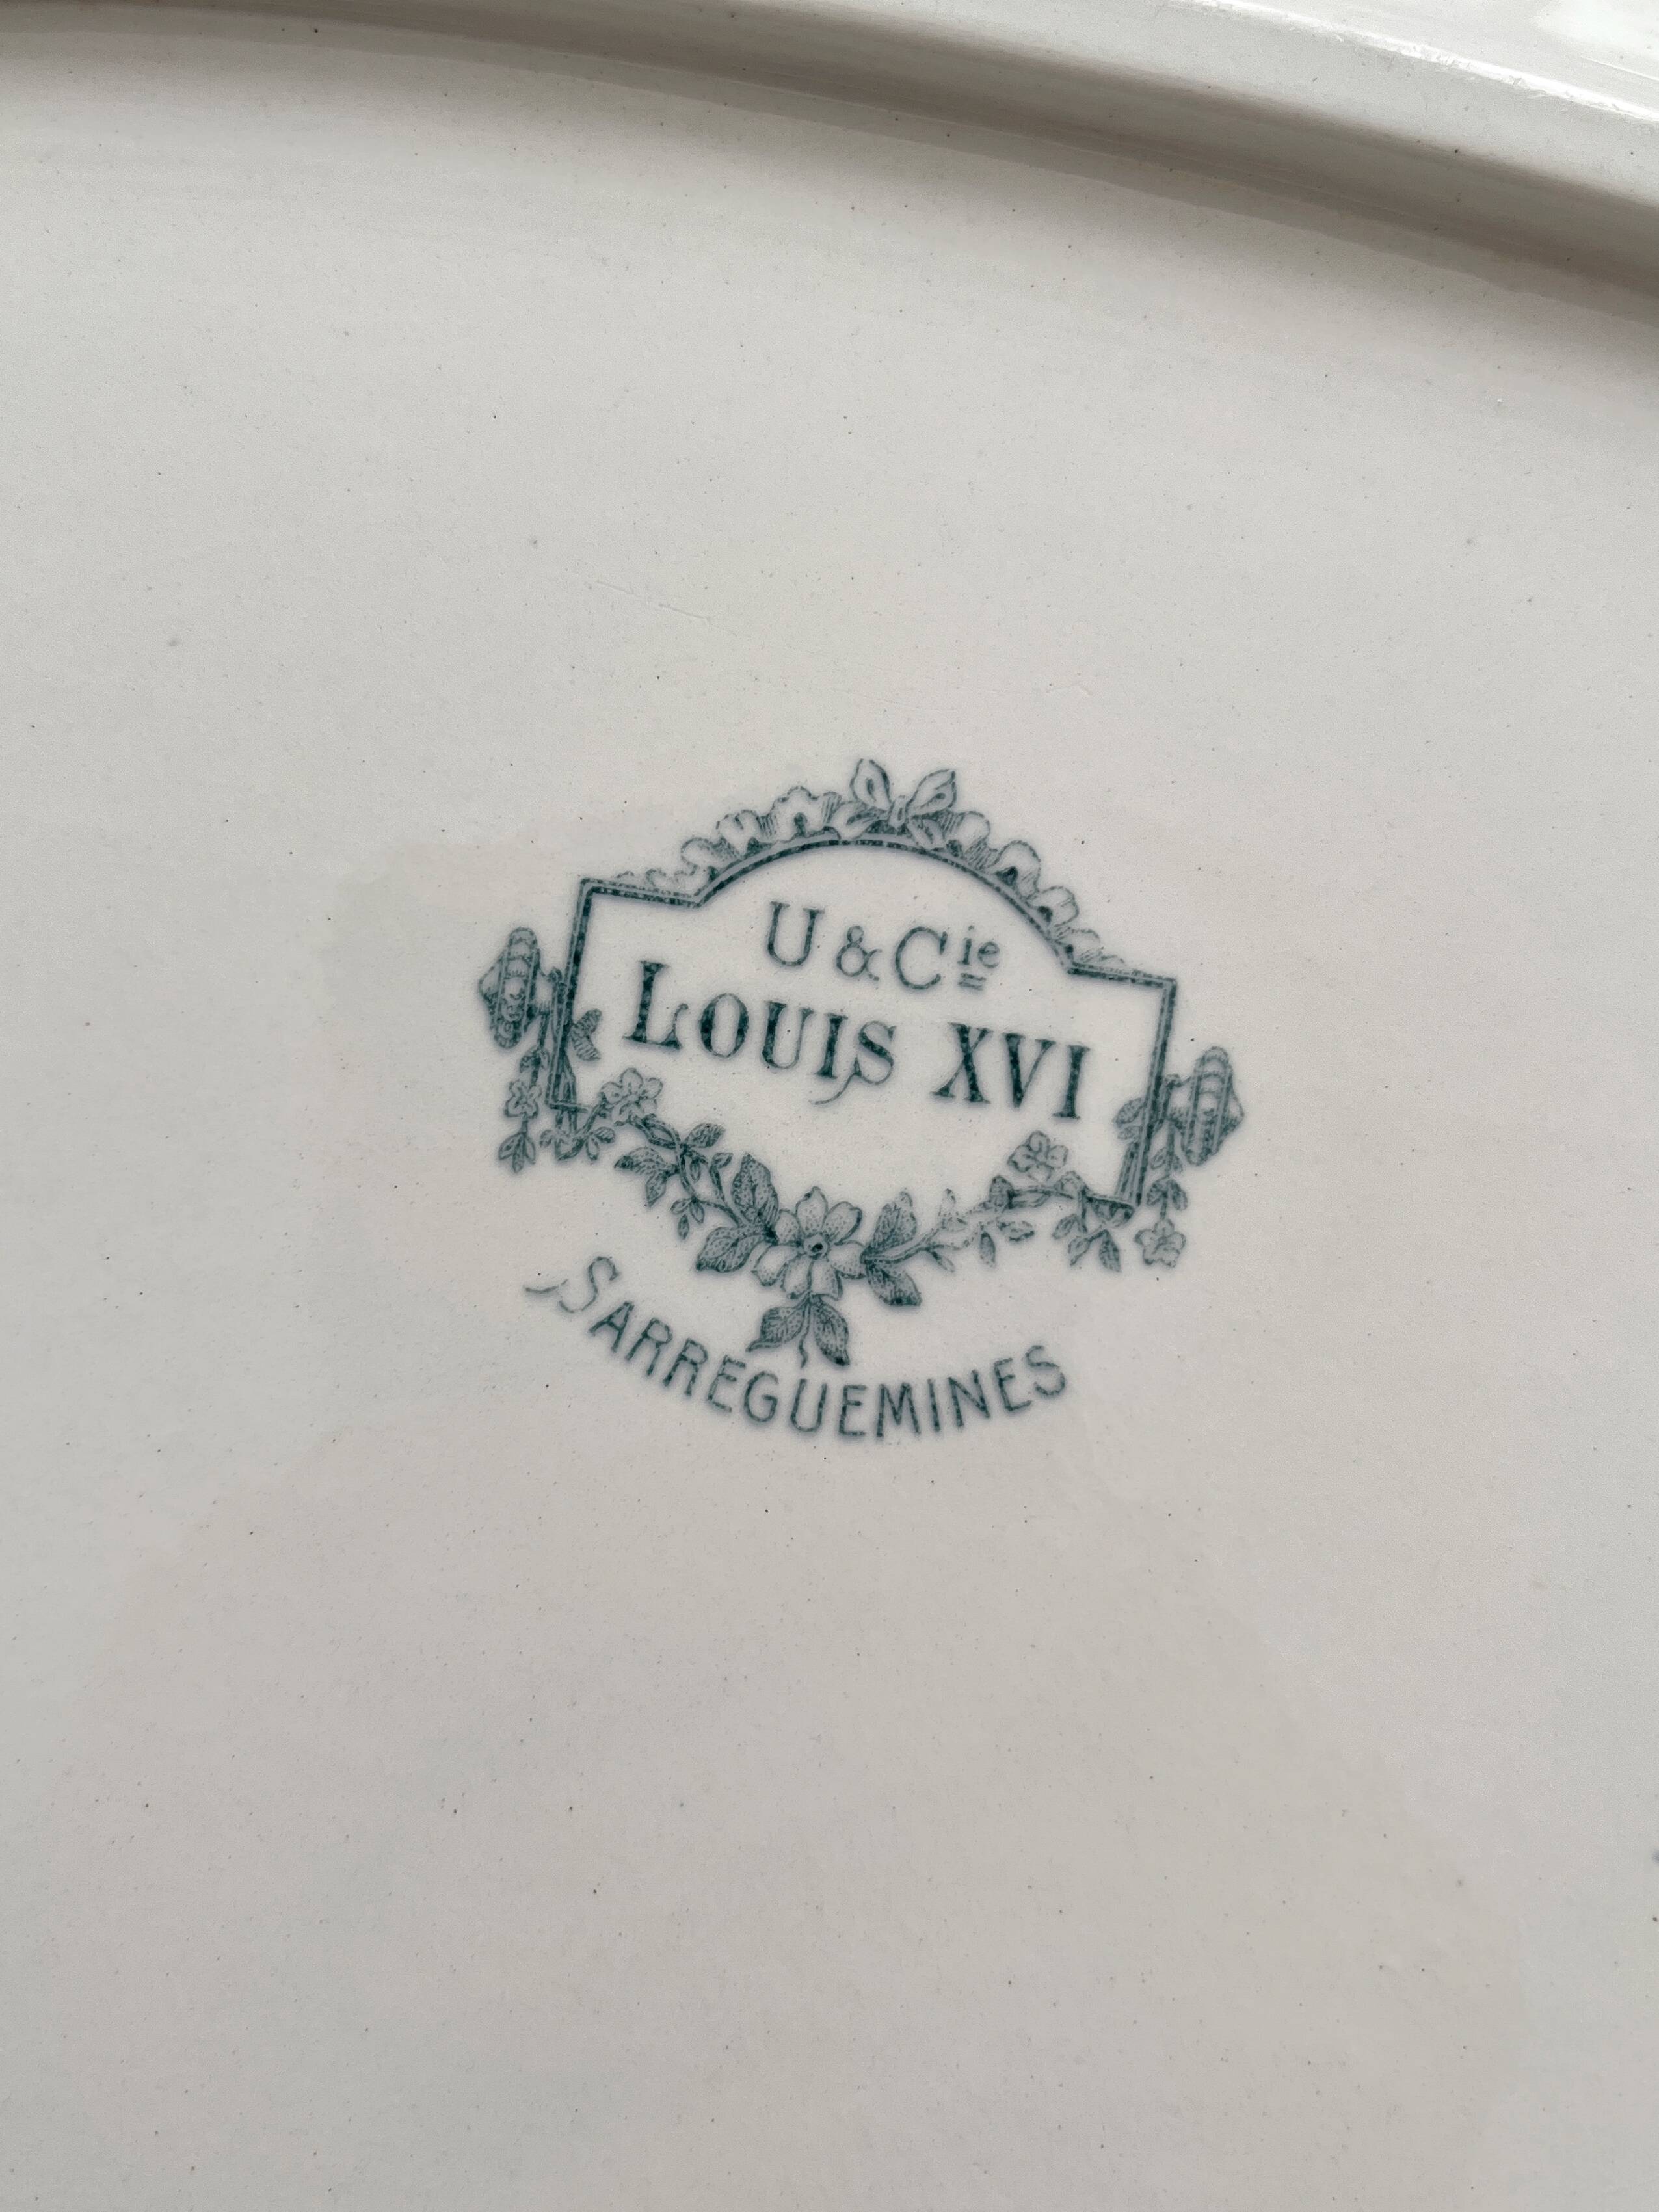 U & Cie
LOUIS XVI
SARREGUEMINES